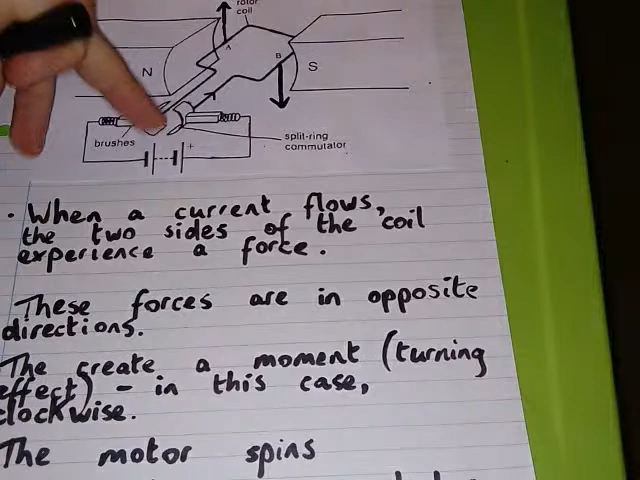 rotor
coil
A
B
N
S
brushes
+
split-ring
commutator
. When a current flows,
the two sides of the coil
experience a force.
These forces are in opposite
directions.
The create a moment (turning
effect) - in this case,
clockwise.
The motor spins